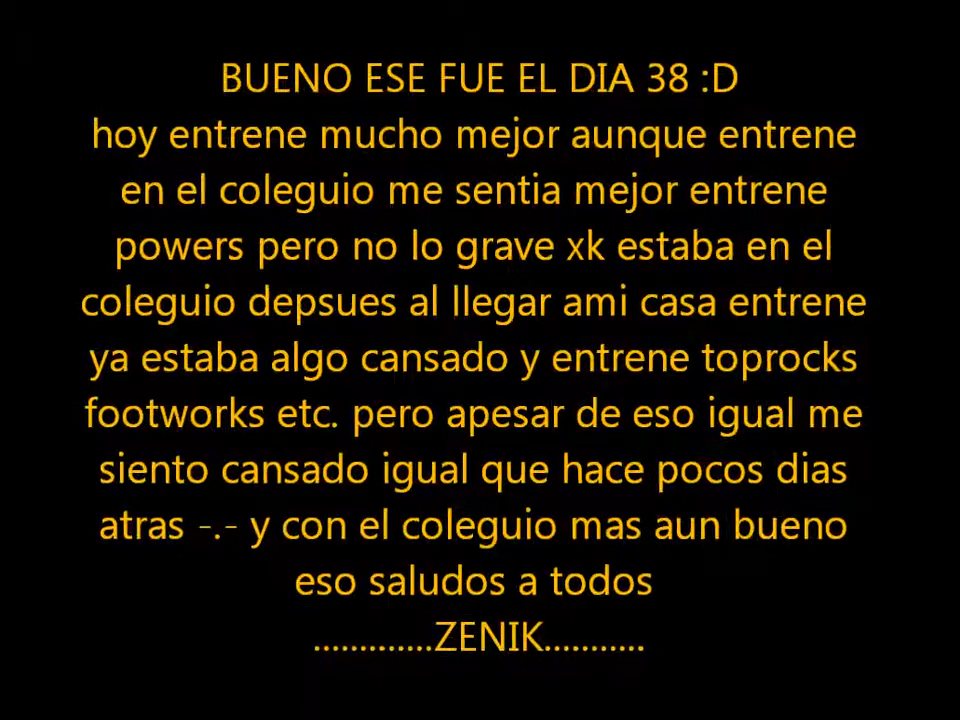 BUENO ESE FUE EL DIA 38 :D
hoy entrene mucho mejor aunque entrene
en el coleguio me sentia mejor entrene
powers pero no lo grave xk estaba en el
coleguio depsues al llegar ami casa entrene
ya estaba algo cansado y entrene toprocks
footworks etc. pero apesar de eso igual me
siento cansado igual que hace pocos dias
atras -.- y con el coleguio mas aun bueno
eso saludos a todos
.............ZENIK...........